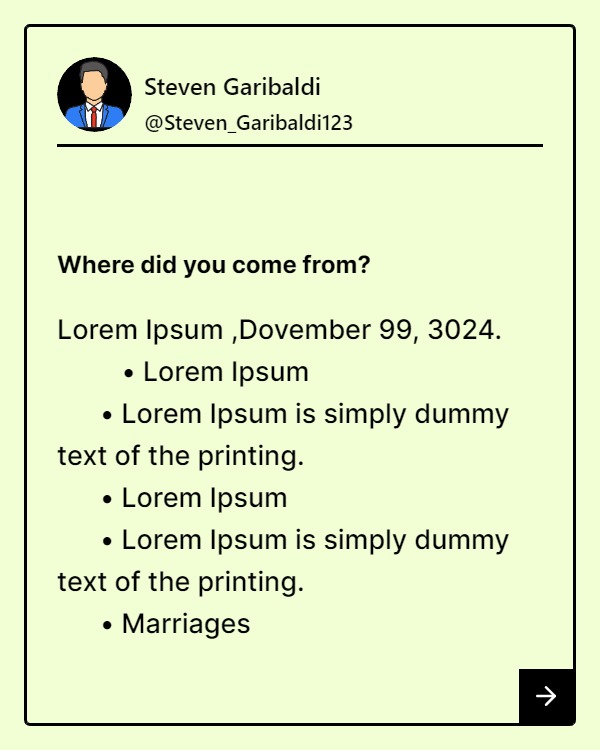 Steven Garibaldi
@Steven_Garibaldi123
Where did you come from?
Lorem Ipsum ,Dovember 99, 3024.
• Lorem Ipsum
• Lorem Ipsum is simply dummy
text of the printing.
• Lorem Ipsum
• Lorem Ipsum is simply dummy
text of the printing.
• Marriages